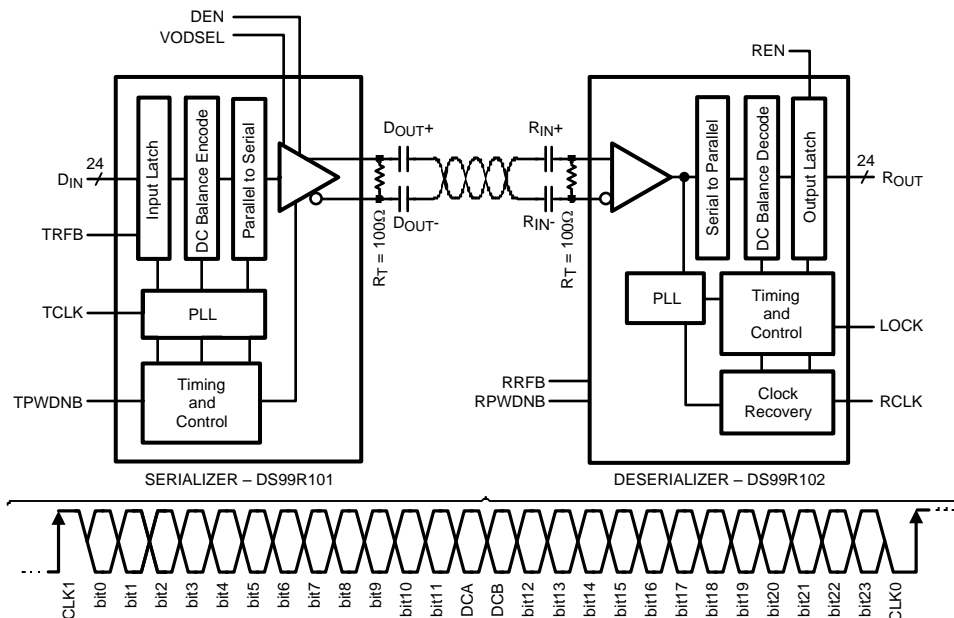 DEN
VODSEL
REN
Input Latch
DC Balance Encode
Parallel to Serial
DOUT+
RIN+
Serial to Parallel
DC Balance Decode
Output Latch
24
DIN
24
ROUT
DOUT-
RIN-
RT = 100Ω
RT = 100Ω
TRFB
TCLK
PLL
PLL
Timing
and
Control
LOCK
TPWDNB
Timing
and
Control
RRFB
RPWDNB
Clock
Recovery
RCLK
SERIALIZER – DS99R101
DESERIALIZER – DS99R102
CLK1
bit0
bit1
bit2
bit3
bit4
bit5
bit6
bit7
bit8
bit9
bit10
bit11
DCA
DCB
bit12
bit13
bit14
bit15
bit16
bit17
bit18
bit19
bit20
bit21
bit22
bit23
CLK0